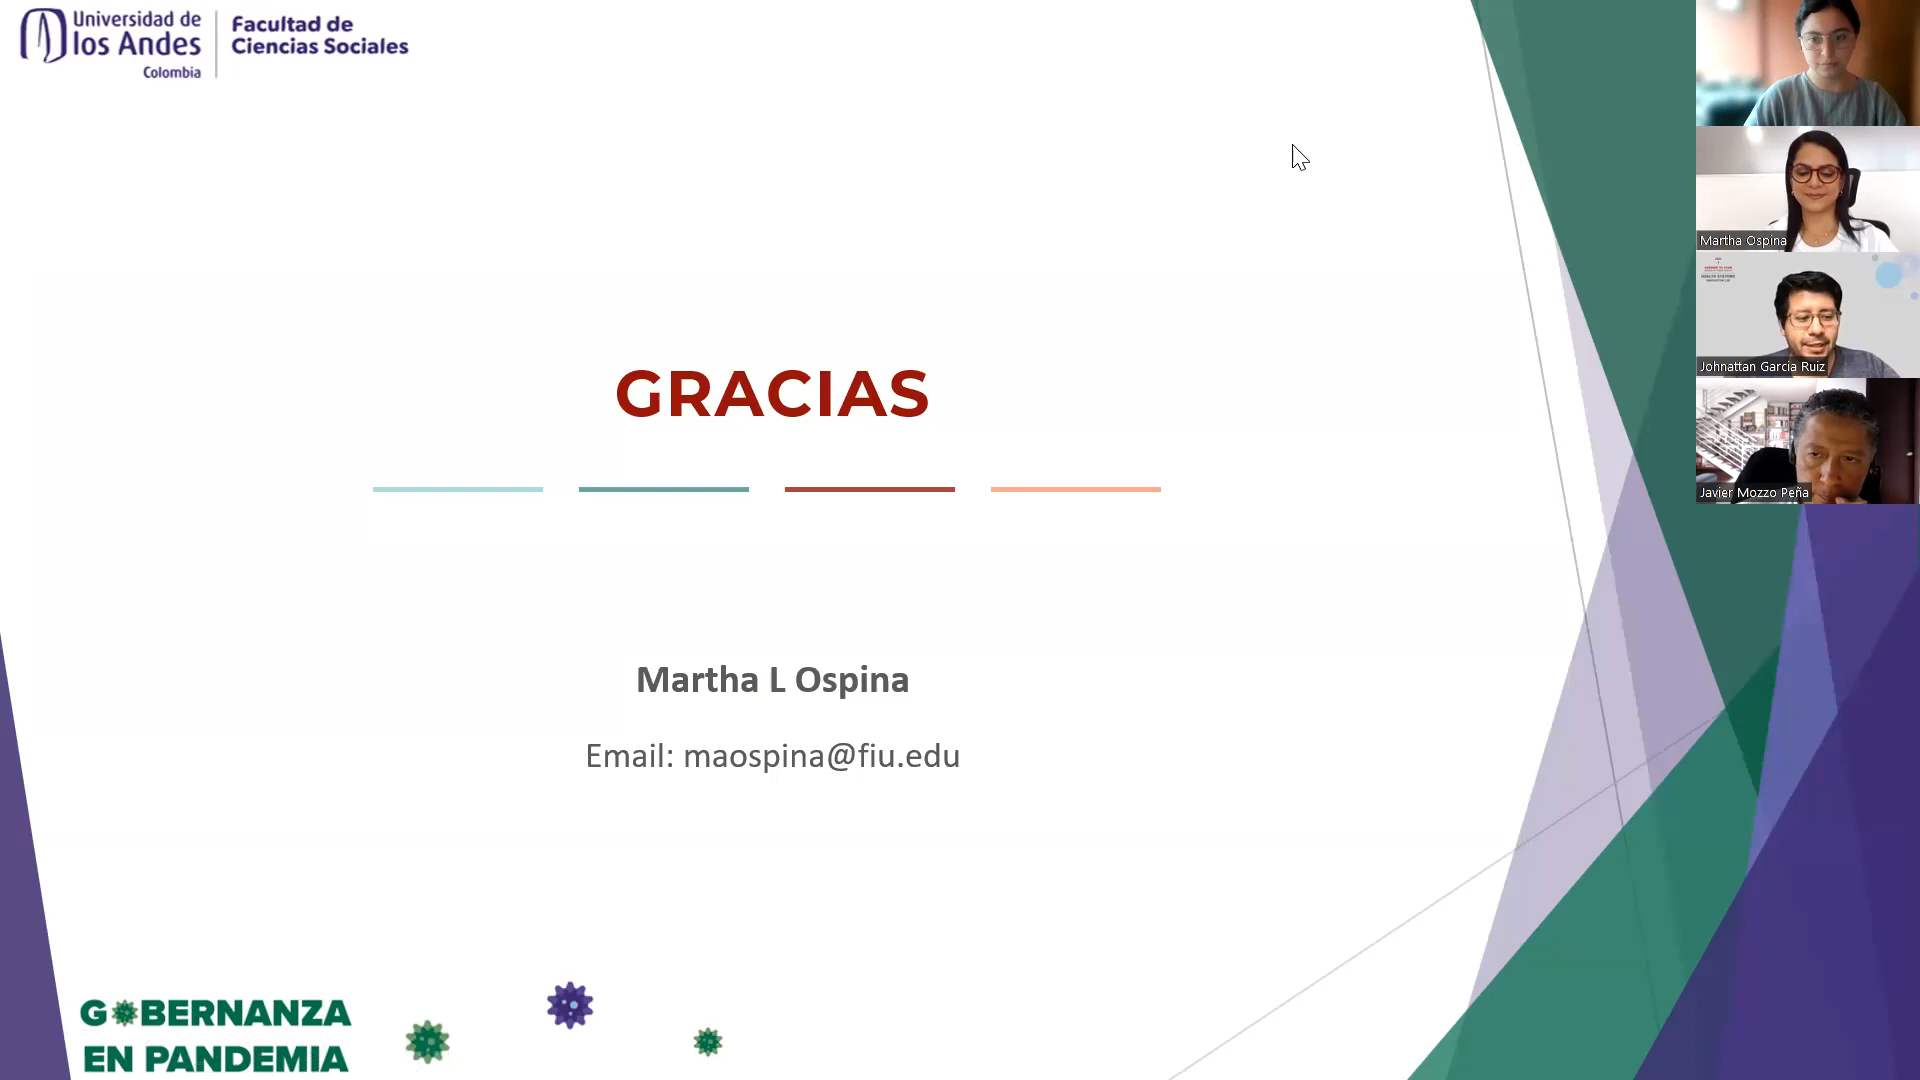 Universidad de
los Andes
Colombia
Facultad de
Ciencias Sociales
GRACIAS
Martha L Ospina
Email: maospina@fiu.edu
GOBERNANZA
EN PANDEMIA
Martha Ospina
Johnattan Garcia Ruiz
Javier Mozzo Peña